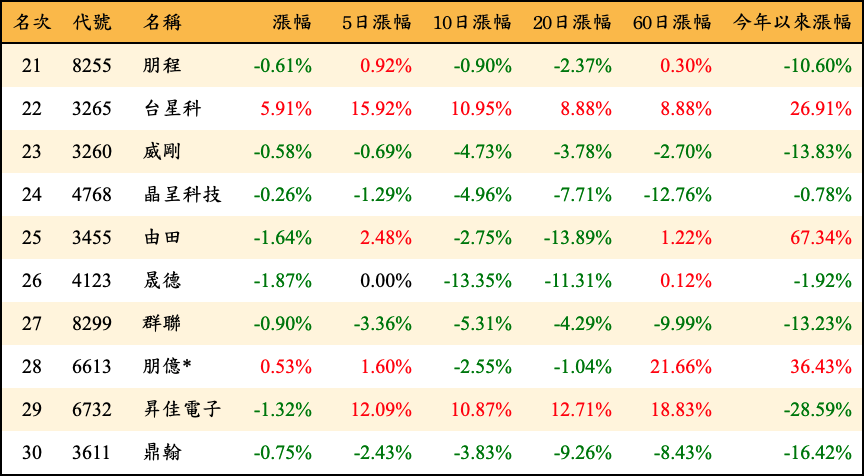 名次 代號 名稱 漲幅 5日漲幅 10日漲幅 20日漲幅 60日漲幅 今年以來漲幅
21 8255 朋程 -0.61% 0.92% -0.90% -2.37% 0.30% -10.60%
22 3265 台星科 5.91% 15.92% 10.95% 8.88% 8.88% 26.91%
23 3260 威剛 -0.58% -0.69% -4.73% -3.78% -2.70% -13.83%
24 4768 晶呈科技 -0.26% -1.29% -4.96% -7.71% -12.76% -0.78%
25 3455 由田 -1.64% 2.48% -2.75% -13.89% 1.22% 67.34%
26 4123 晟德 -1.87% 0.00% -13.35% -11.31% 0.12% -1.92%
27 8299 群聯 -0.90% -3.36% -5.31% -4.29% -9.99% -13.23%
28 6613 朋億* 0.53% 1.60% -2.55% -1.04% 21.66% 36.43%
29 6732 昇佳電子 -1.32% 12.09% 10.87% 12.71% 18.83% -28.59%
30 3611 鼎翰 -0.75% -2.43% -3.83% -9.26% -8.43% -16.42%